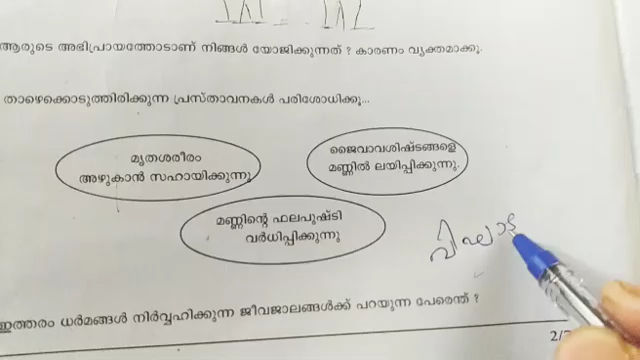 ആരുടെ അഭിപ്രായത്തോടാണ് നിങ്ങൾ യോജിക്കുന്നത് ? കാരണം വ്യക്തമാക്കൂ.
താഴെക്കൊടുത്തിരിക്കുന്ന പ്രസ്താവനകൾ പരിശോധിക്കൂ...
മൃതശരീരം
അഴുകാൻ സഹായിക്കുന്നു
ജൈവാവശിഷ്ടങ്ങളെ
മണ്ണിൽ ലയിപ്പിക്കുന്നു.
മണ്ണിന്റെ ഫലപുഷ്ടി
വർധിപ്പിക്കുന്നു
വിഘാട
ഇത്തരം ധർമങ്ങൾ നിർവ്വഹിക്കുന്ന ജീവജാലങ്ങൾക്ക് പറയുന്ന പേരെന്ത് ?